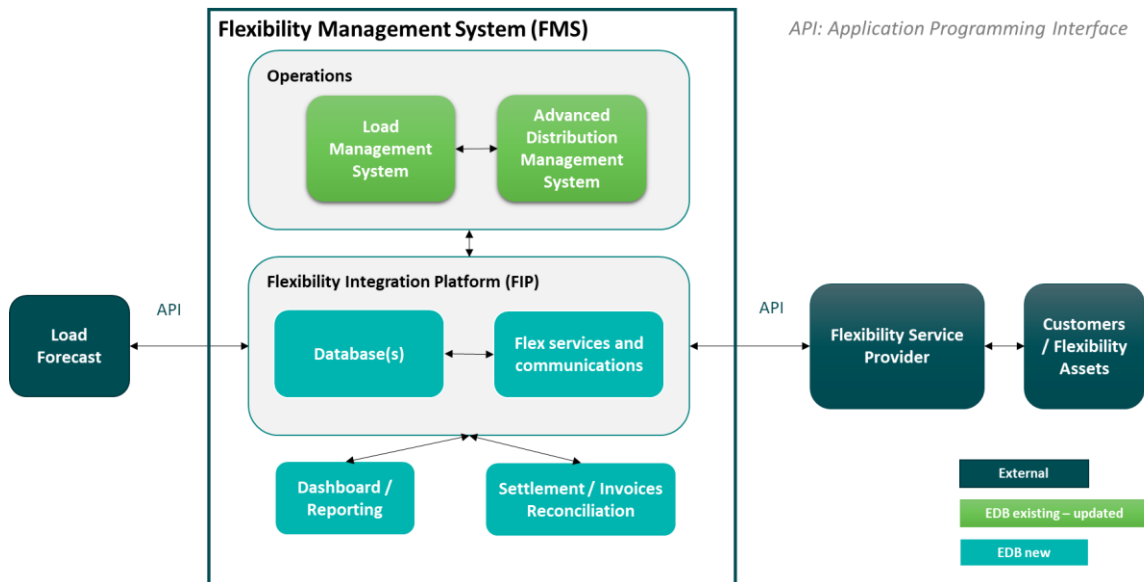 Flexibility Management System (FMS)
API: Application Programming Interface
Operations
Load
Management
System
Advanced
Distribution
Management
System
Flexibility Integration Platform (FIP)
API
API
Load
Forecast
Database(s)
Flex services and
communications
Flexibility Service
Provider
Customers
/ Flexibility
Assets
Dashboard /
Reporting
Settlement / Invoices
Reconciliation
External
EDB existing – updated
EDB new